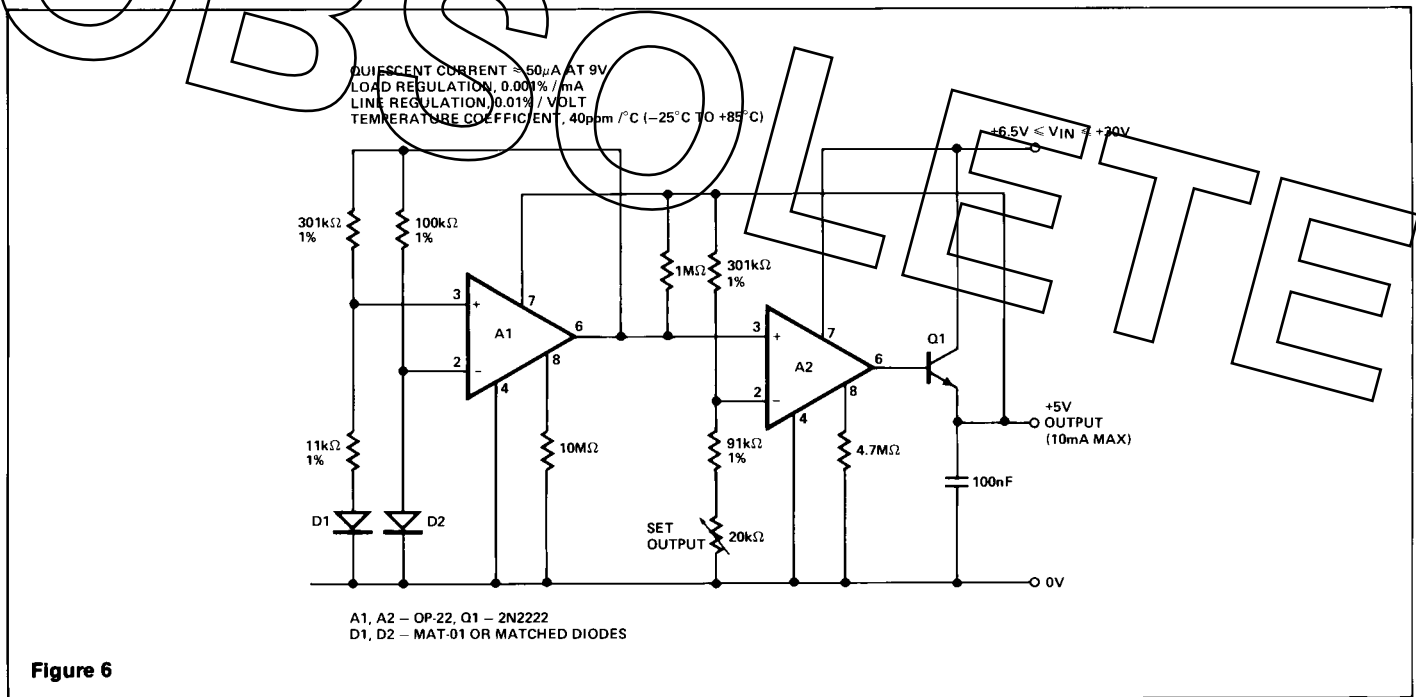 OBSOLETE
QUIESCENT CURRENT ≈ 50μA AT 9V
LOAD REGULATION, 0.001% / mA
LINE REGULATION, 0.01% / VOLT
TEMPERATURE COEFFICIENT, 40ppm /°C (−25°C TO +85°C)
+6.5V ≤ VIN ≤ +30V
301kΩ
1%
100kΩ
1%
1MΩ
301kΩ
1%
3
+
7
A1
6
2
−
8
4
3
+
7
A2
6
2
−
8
4
Q1
+5V
OUTPUT
(10mA MAX)
11kΩ
1%
10MΩ
91kΩ
1%
4.7MΩ
100nF
D1
D2
SET
OUTPUT
20kΩ
0V
A1, A2 – OP-22, Q1 – 2N2222
D1, D2 – MAT-01 OR MATCHED DIODES
Figure 6